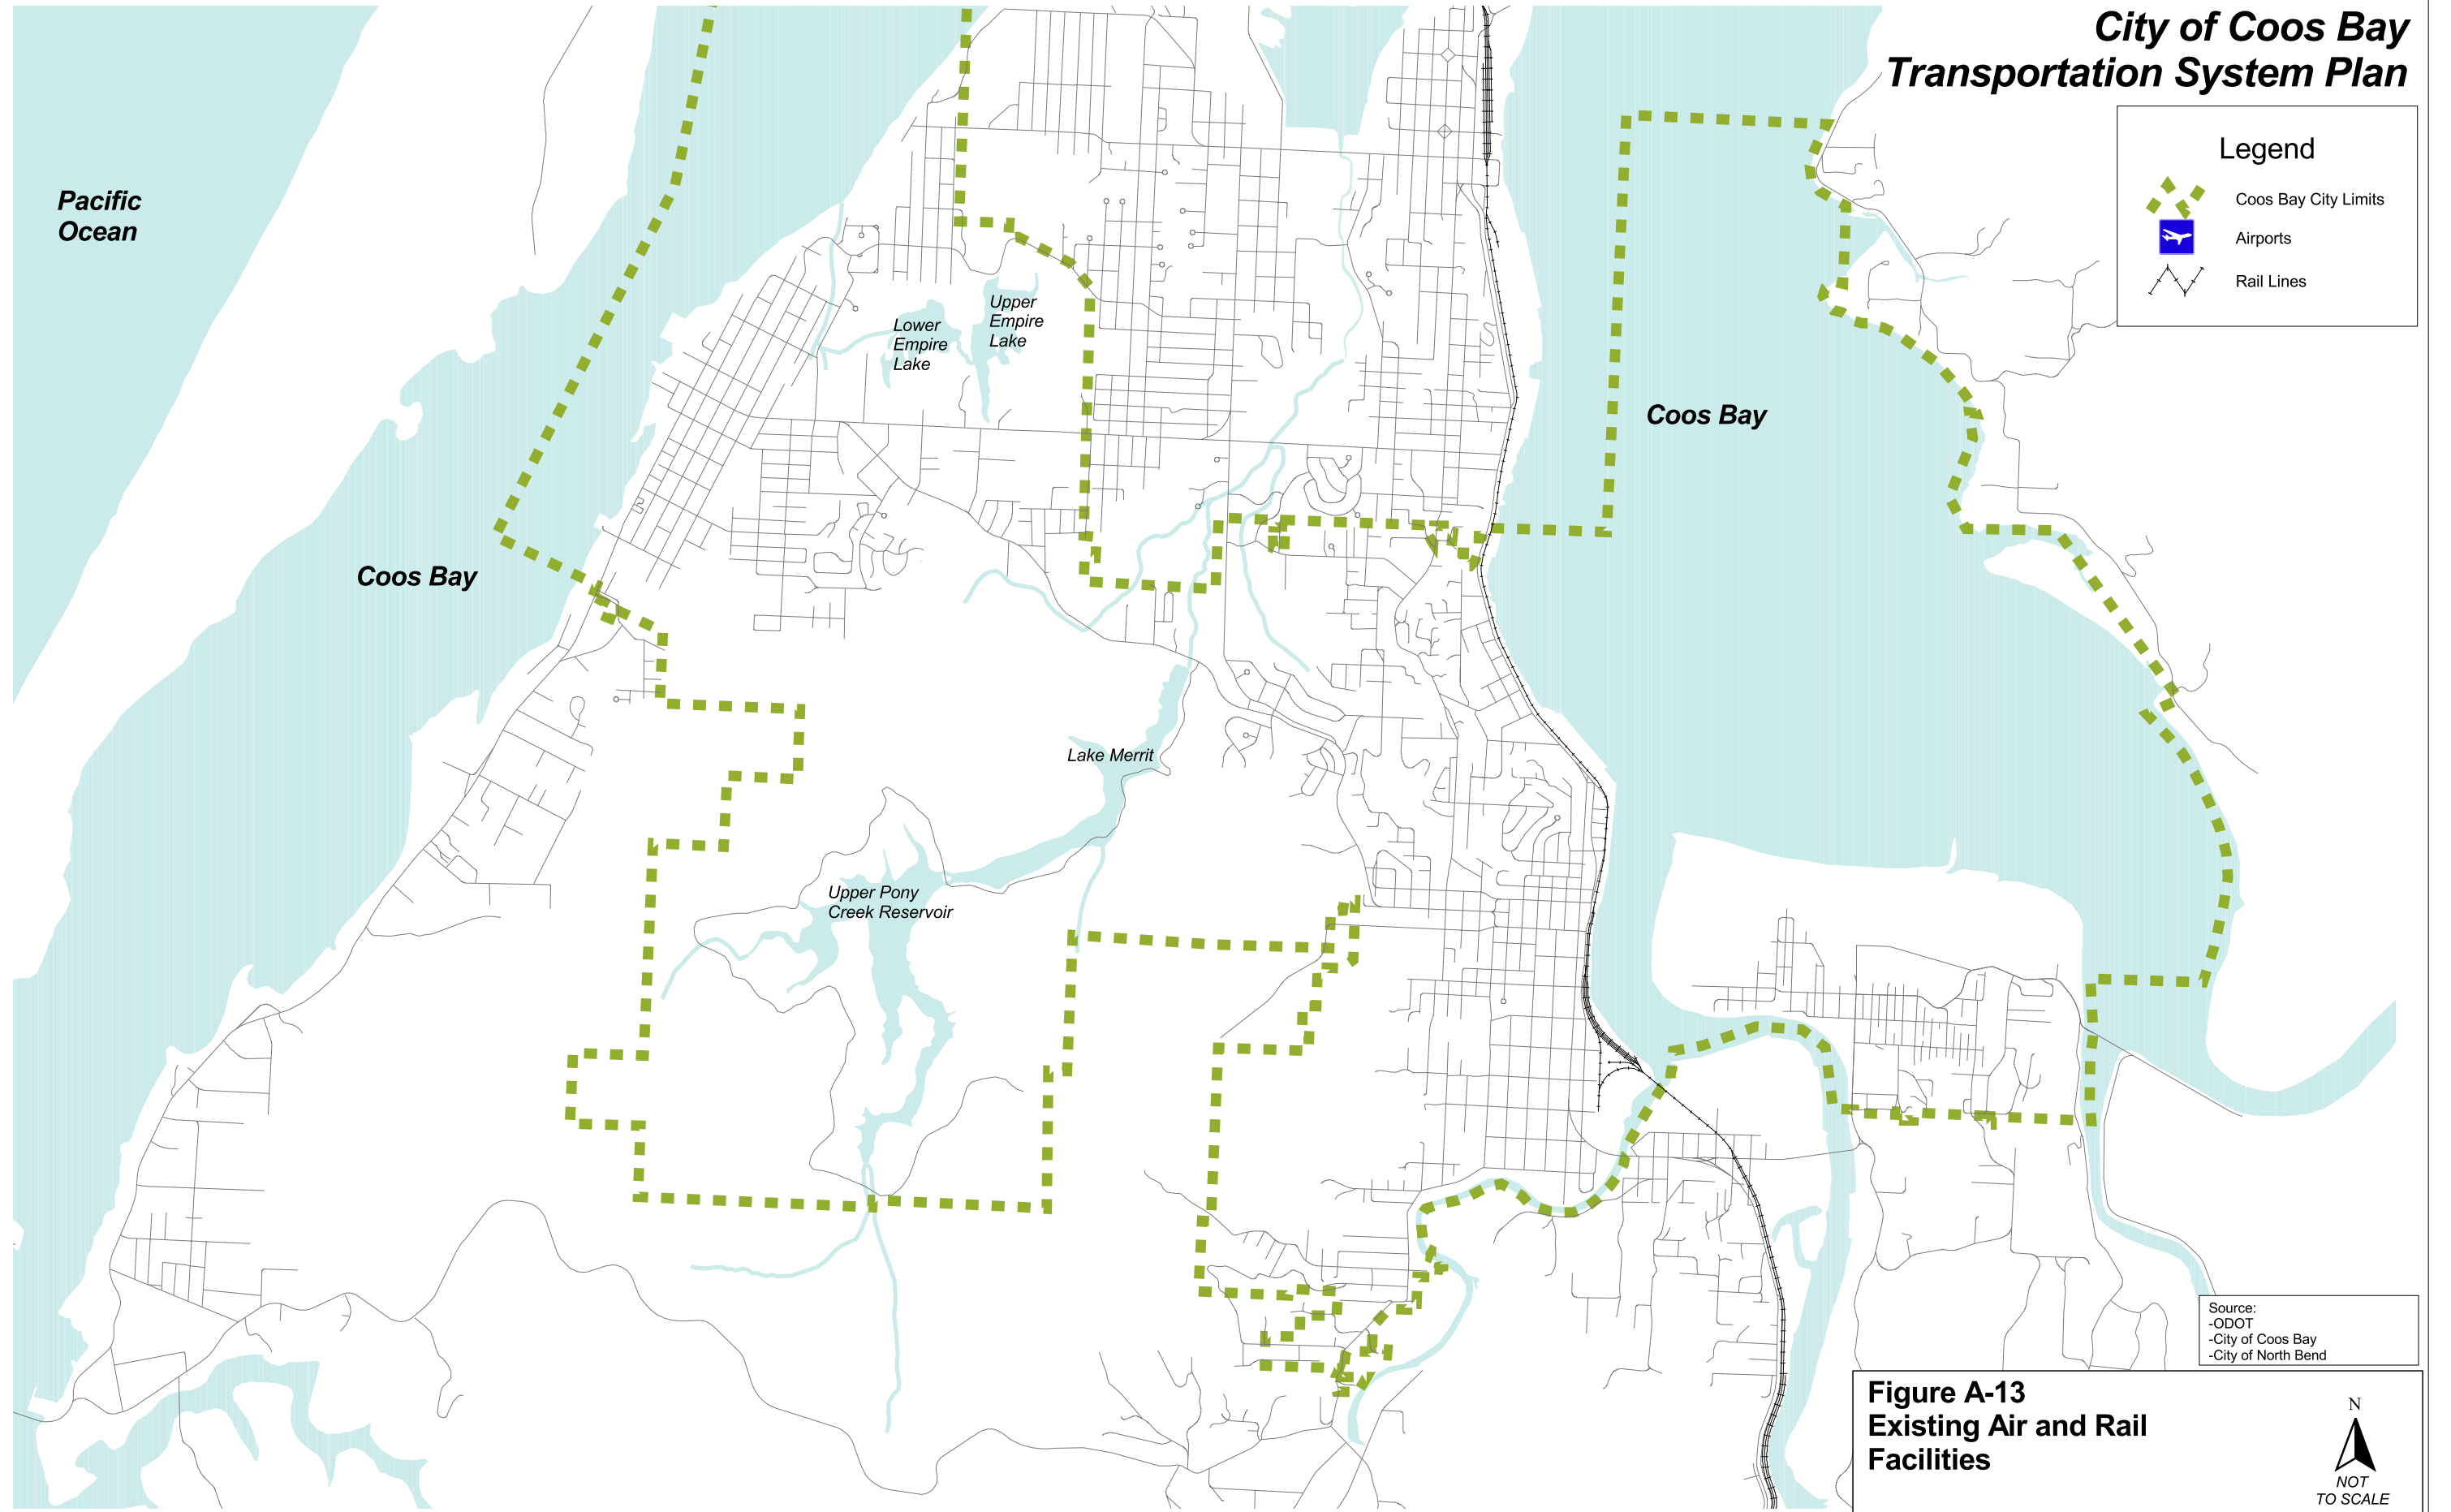 City of Coos Bay
Transportation System Plan
Legend
Coos Bay City Limits
Airports
Rail Lines
Pacific
Ocean
Upper
Empire
Lake
Lower
Empire
Lake
Coos Bay
Coos Bay
Lake Merrit
Upper Pony
Creek Reservoir
Source:
-ODOT
-City of Coos Bay
-City of North Bend
Figure A-13
Existing Air and Rail
Facilities
N
NOT
TO SCALE